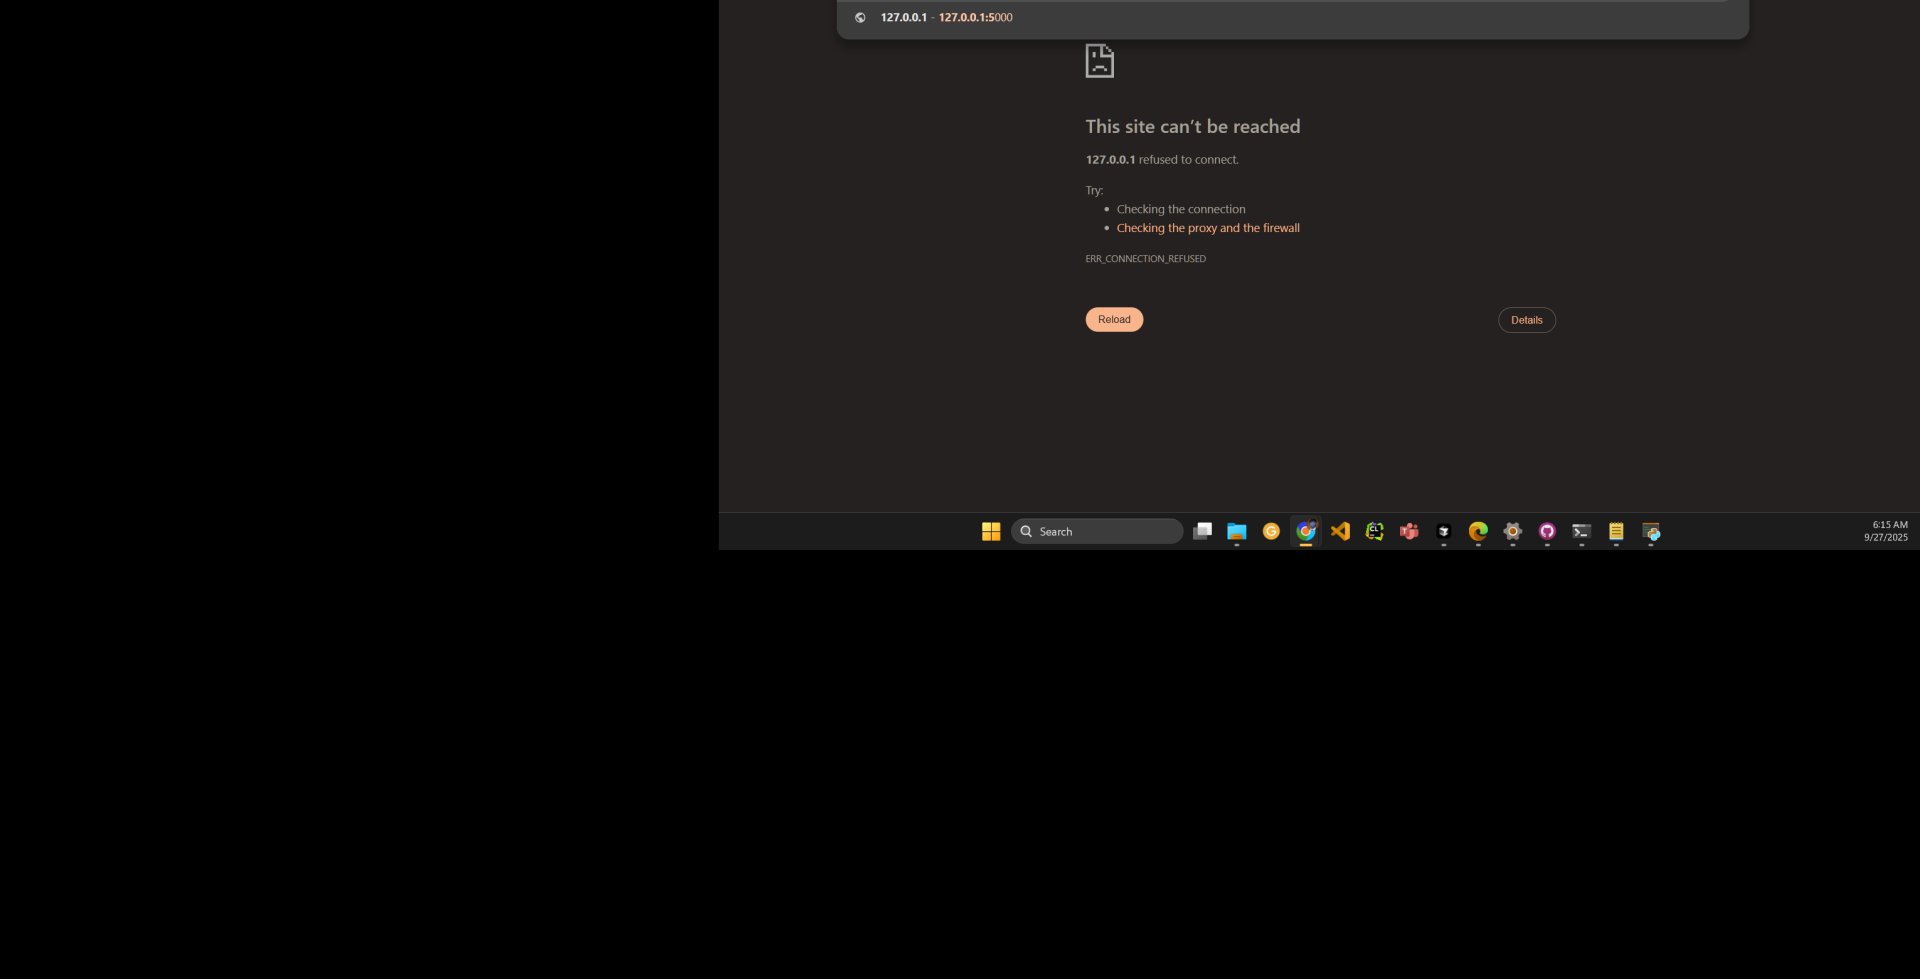 127.0.0.1 - 127.0.0.1:5000
This site can't be reached
127.0.0.1 refused to connect.
Try:
Checking the connection
Checking the proxy and the firewall
ERR_CONNECTION_REFUSED
Reload
Details
Search
6:15 AM
9/27/2025